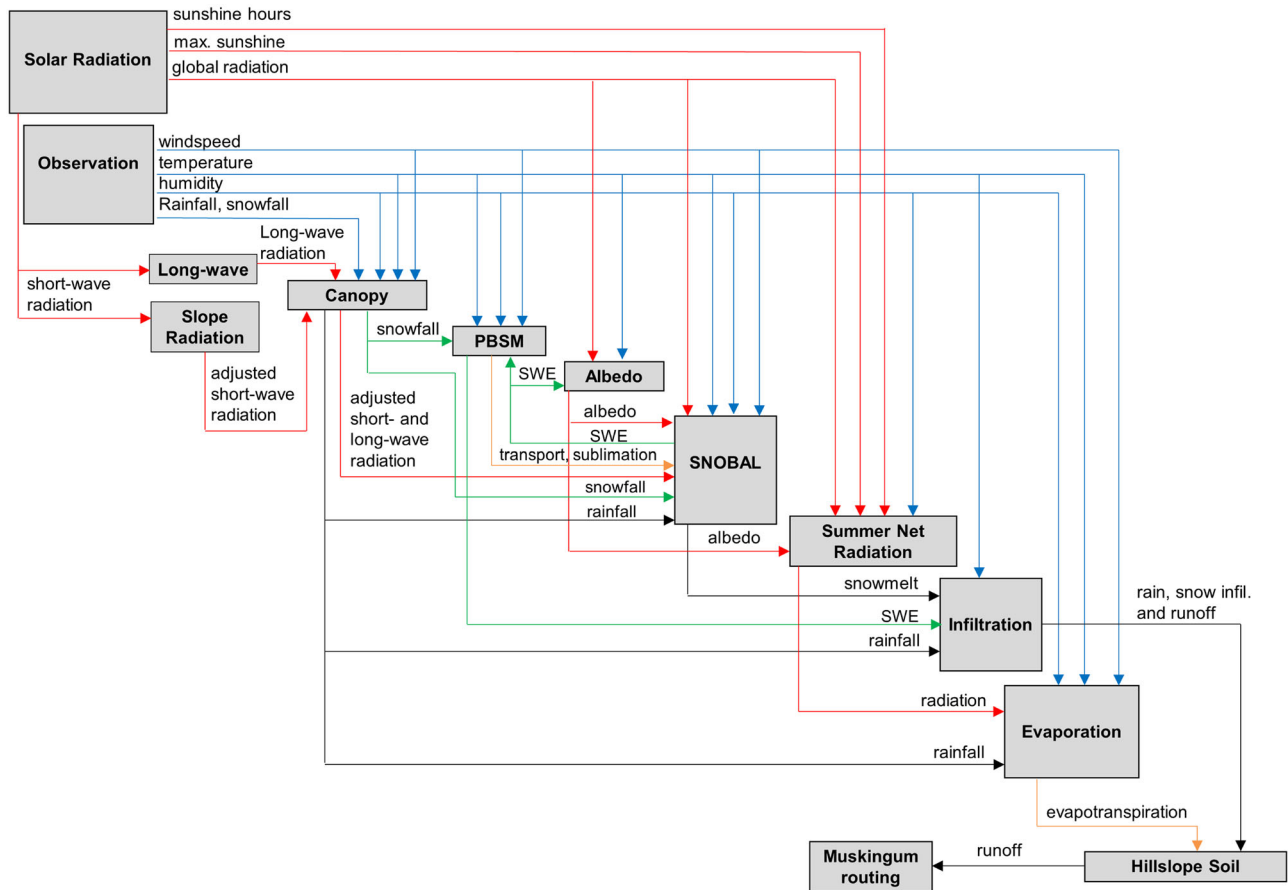 sunshine hours
Solar Radiation
max. sunshine
global radiation
Observation
windspeed
temperature
humidity
Rainfall, snowfall
Long-wave
radiation
Long-wave
short-wave
radiation
Canopy
Slope
Radiation
snowfall
PBSM
adjusted
short-wave
radiation
SWE
Albedo
adjusted
short- and
long-wave
radiation
albedo
SWE
transport, sublimation
SNOBAL
snowfall
rainfall
albedo
Summer Net
Radiation
snowmelt
SWE
rainfall
Infiltration
rain, snow infil.
and runoff
radiation
Evaporation
rainfall
evapotranspiration
Muskingum
routing
runoff
Hillslope Soil